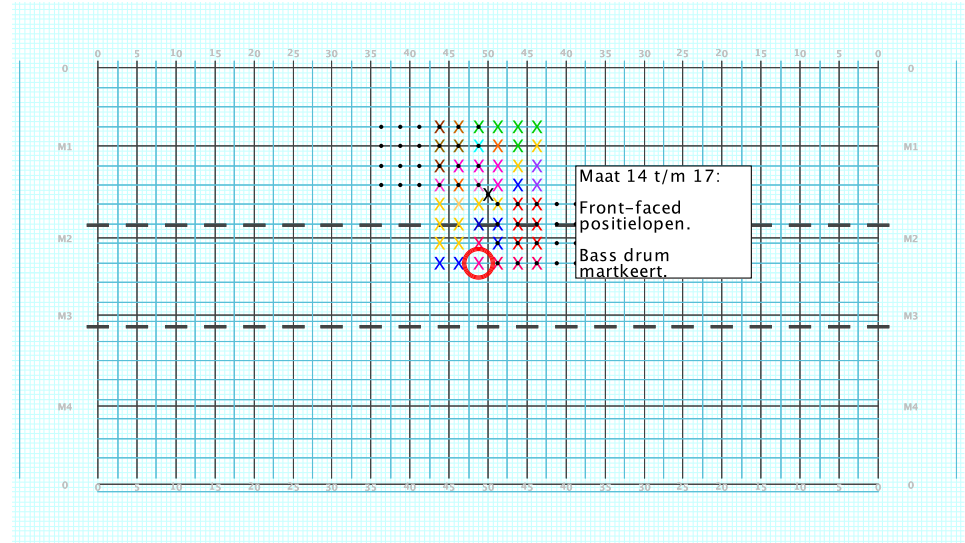 0 5 10 15 20 25 30 35 40 45 50 45 40 35 30 25 20 15 10 5 0
0 0
M1 M1
Maat 14 t/m 17:
Front-faced
positielopen.
M2 M2
Bass drum
martkeert.
M3 M3
M4 M4
0 0
0 5 10 15 20 25 30 35 40 45 50 45 40 35 30 25 20 15 10 5 0